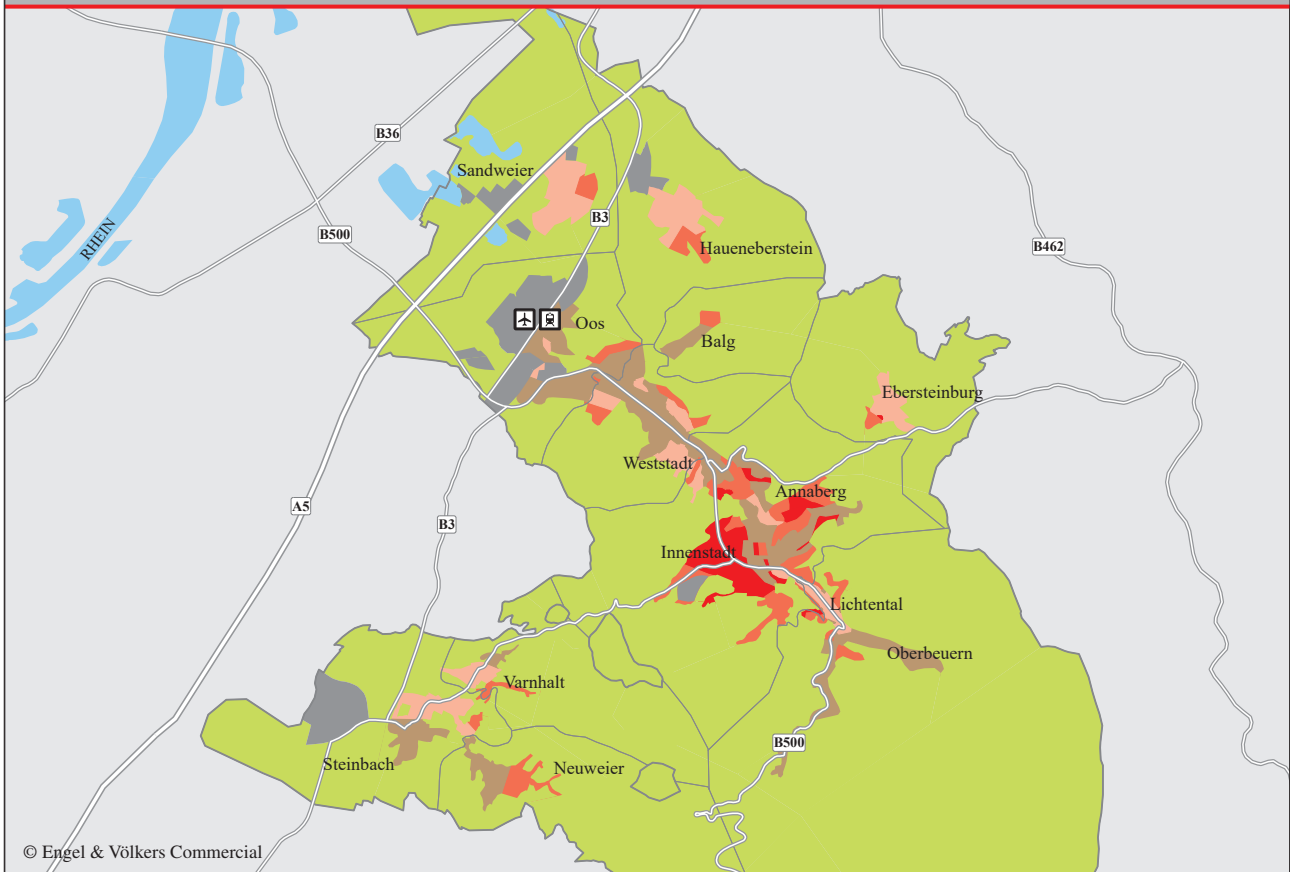 B36
Sandweier
B3
B500
RHEIN
Haueneberstein
B462
Oos
Balg
Ebersteinburg
Weststadt
Annaberg
A5
B3
Innenstadt
Lichtental
Oberbeuern
Varnhalt
B500
Steinbach
Neuweier
© Engel & Völkers Commercial